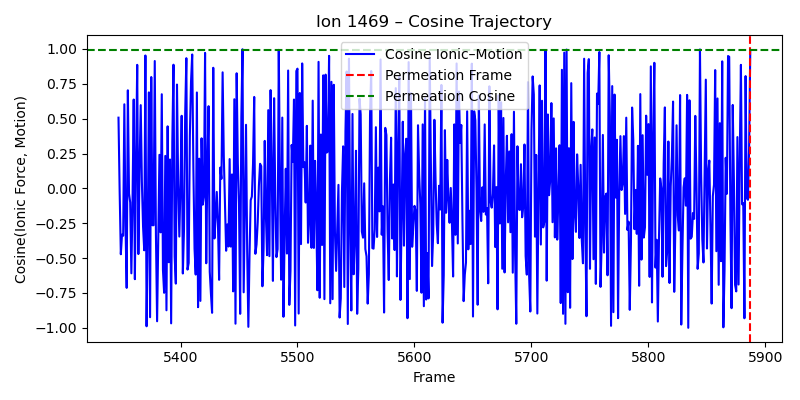 Ion 1469 – Cosine Trajectory
Cosine(Ionic Force, Motion)
1.00
0.75
0.50
0.25
0.00
−0.25
−0.50
−0.75
−1.00
Cosine Ionic–Motion
Permeation Frame
Permeation Cosine
5400 5500 5600 5700 5800 5900
Frame